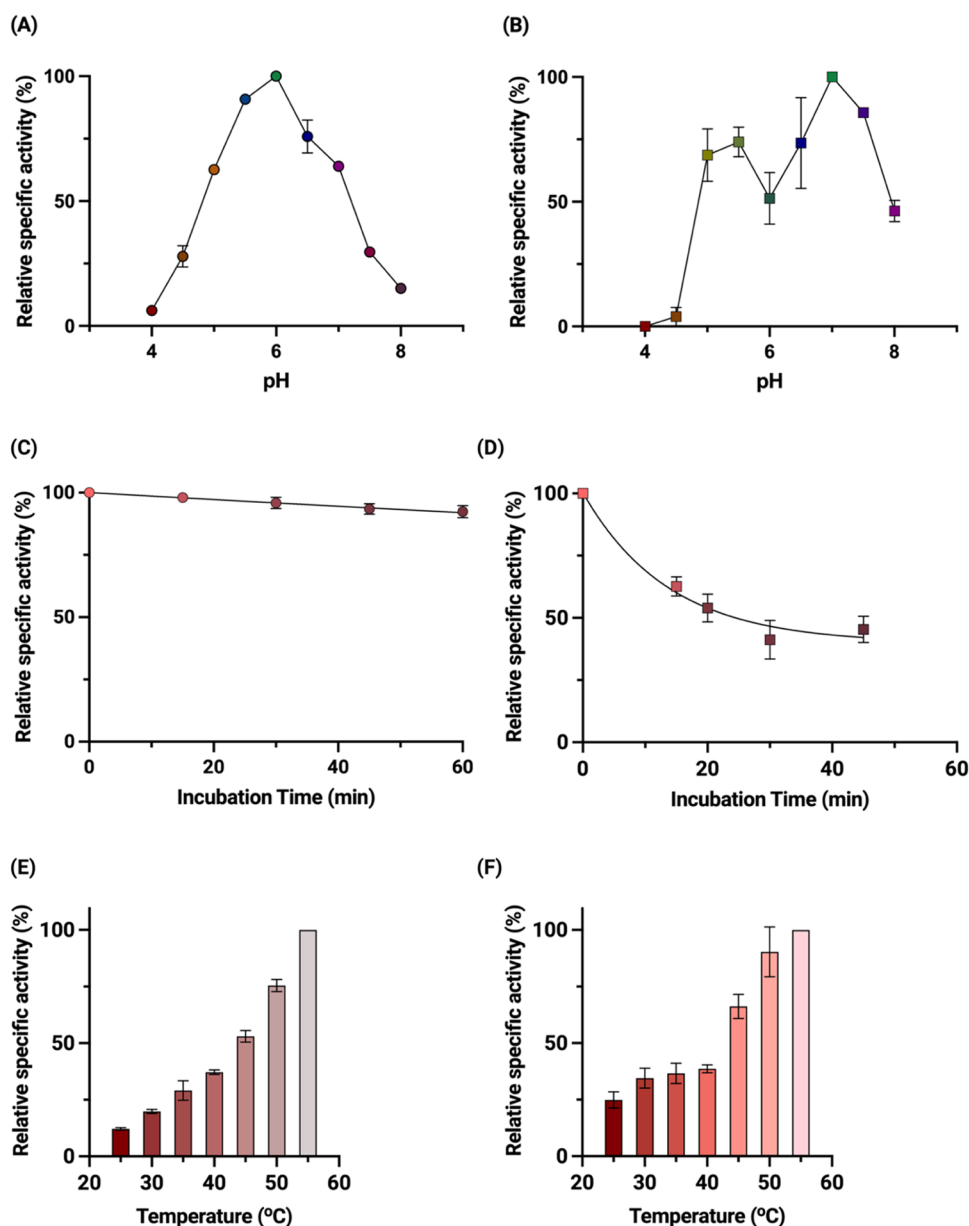 (A)
Relative specific activity (%)
100
50
0
4 6 8
pH
(B)
Relative specific activity (%)
100
50
0
4 6 8
pH
(C)
Relative specific activity (%)
100
50
0
0 20 40 60
Incubation Time (min)
(D)
Relative specific activity (%)
100
50
0
0 20 40 60
Incubation Time (min)
(E)
Relative specific activity (%)
100
50
0
20 30 40 50 60
Temperature (ºC)
(F)
Relative specific activity (%)
100
50
0
20 30 40 50 60
Temperature (ºC)